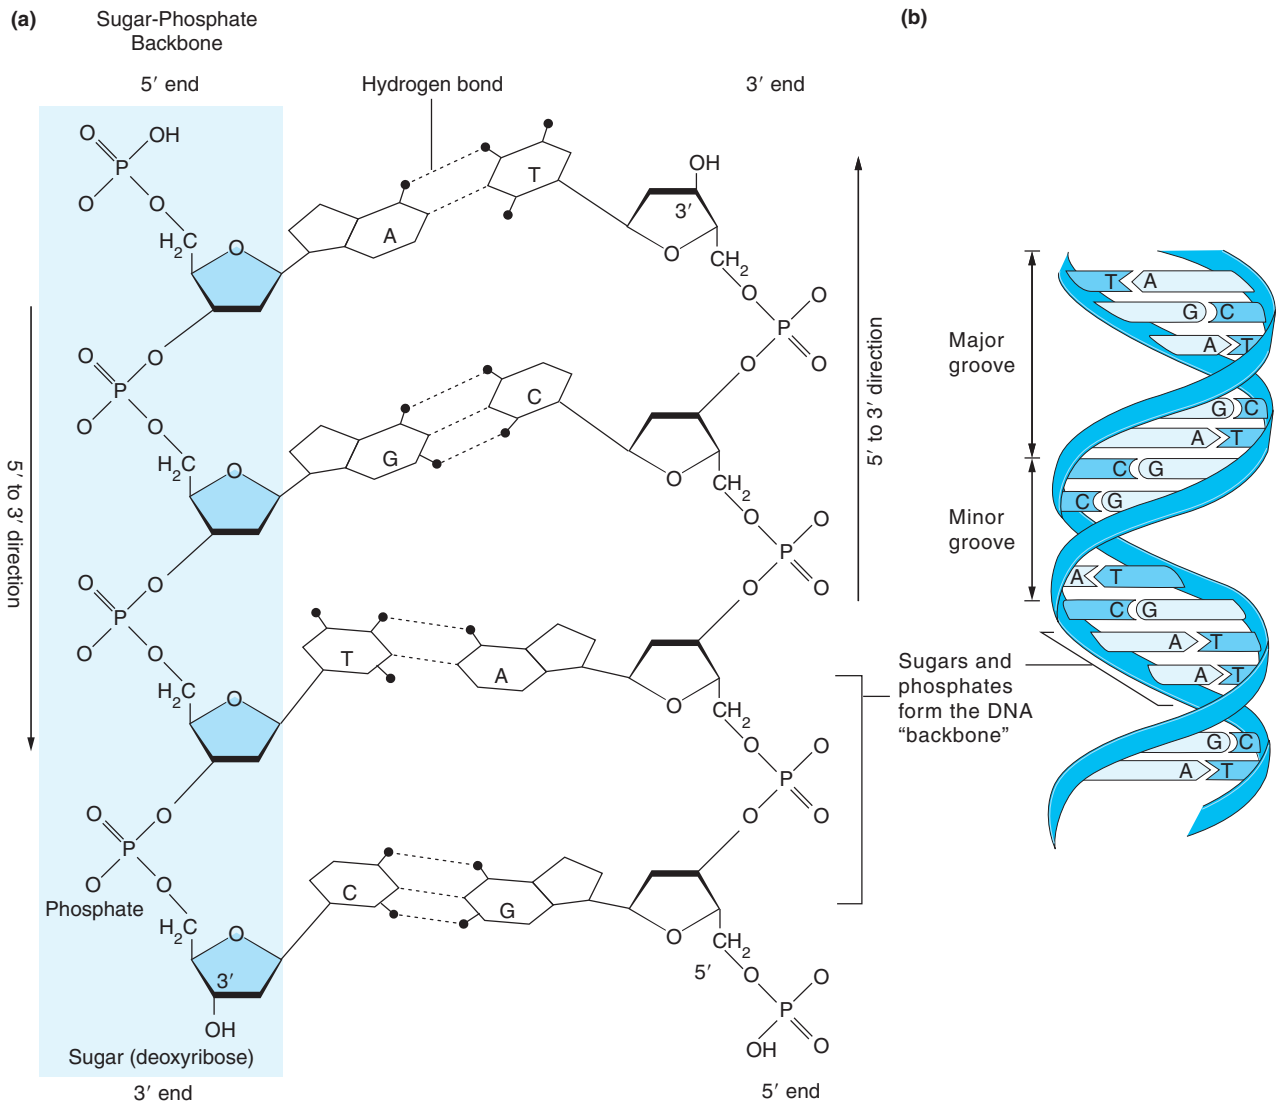 (a)
Sugar-Phosphate
Backbone
5′ end
Hydrogen bond
3′ end
O
OH
P
O
O
H2C
O
A
T
OH
3′
O
CH2
O
O
P
O
O
O
P
O
O
H2C
O
G
C
O
CH2
O
O
P
O
O
O
P
O
O
H2C
O
T
A
O
CH2
O
O
P
O
O
O
P
O
O
Phosphate
H2C
O
3′
OH
C
G
O
CH2
5′
O
O
P
OH
O
Sugar (deoxyribose)
3′ end
5′ end
5′ to 3′ direction
5′ to 3′ direction
(b)
Major
groove
Minor
groove
Sugars and
phosphates
form the DNA
“backbone”
T A
G C
A T
G C
A T
C G
C G
A T
C G
A T
A T
G C
A T